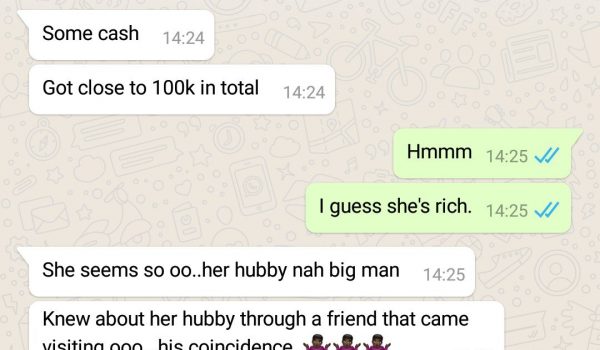 Some cash 14:24
Got close to 100k in total 14:24
Hmmm 14:25
I guess she's rich. 14:25
She seems so oo..her hubby nah big man 14:25
Knew about her hubby through a friend that came
visiting ooo.. his coincidence 🤷🏿‍♂️🤷🏿‍♂️🤷🏿‍♂️